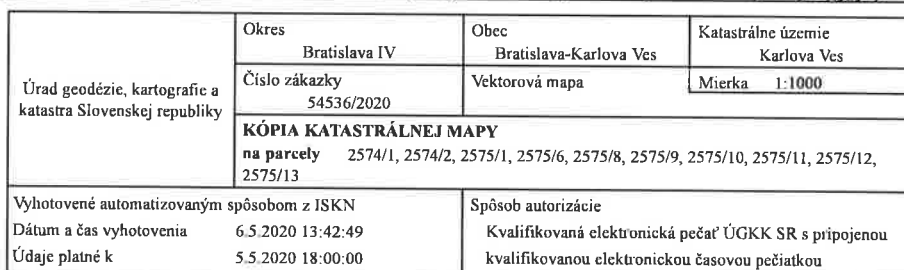 Úrad geodézie, kartografie a
katastra Slovenskej republiky
Okres
Bratislava IV
Obec
Bratislava-Karlova Ves
Katastrálne územie
Karlova Ves
Číslo zákazky
54536/2020
Vektorová mapa
Mierka 1:1000
KÓPIA KATASTRÁLNEJ MAPY
na parcely 2574/1, 2574/2, 2575/1, 2575/6, 2575/8, 2575/9, 2575/10, 2575/11, 2575/12,
2575/13
Vyhotovené automatizovaným spôsobom z ISKN
Dátum a čas vyhotovenia 6.5.2020 13:42:49
Údaje platné k 5.5.2020 18:00:00
Spôsob autorizácie
Kvalifikovaná elektronická pečať ÚGKK SR s pripojenou
kvalifikovanou elektronickou časovou pečiatkou